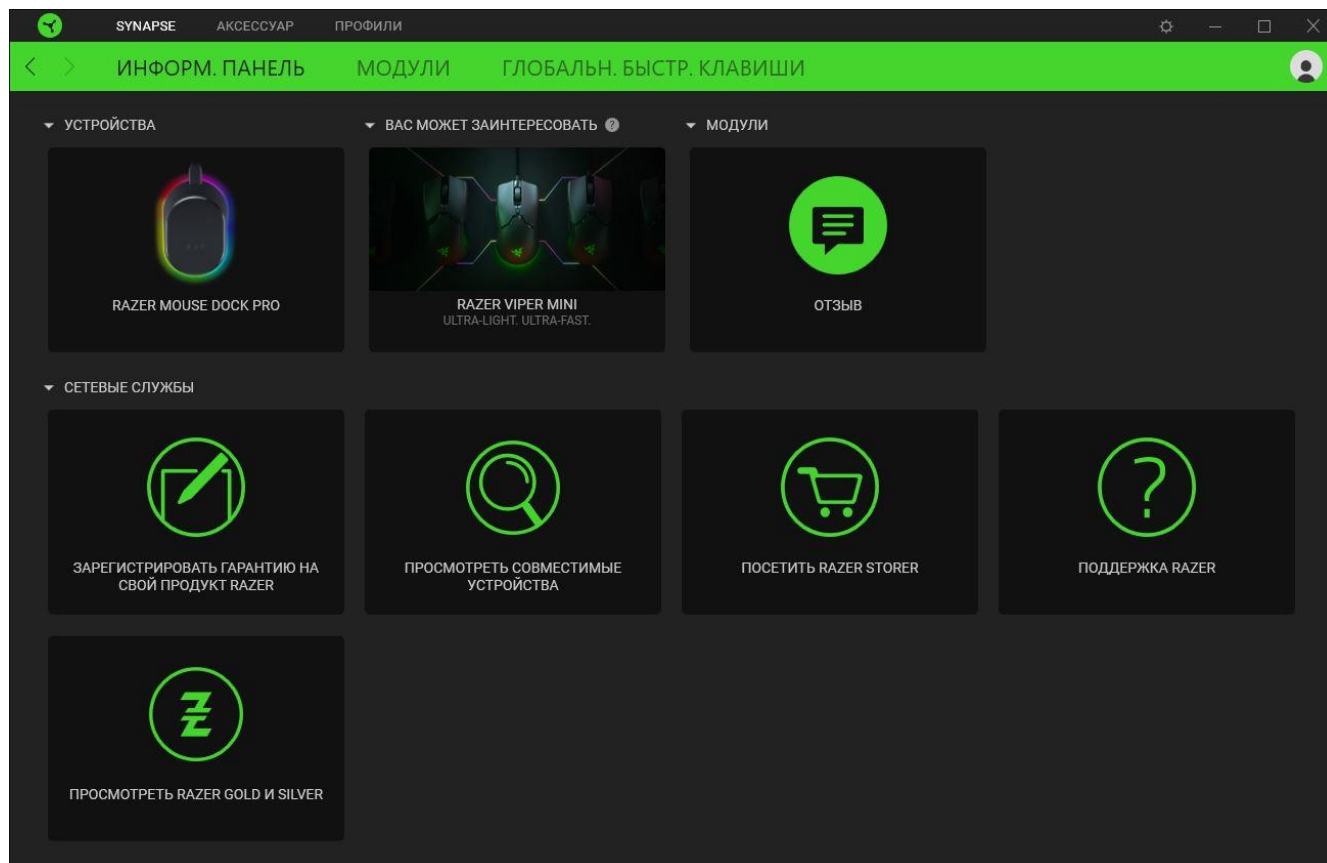 SYNAPSE АКСЕССУАР ПРОФИЛИ
ИНФОРМ. ПАНЕЛЬ МОДУЛИ ГЛОБАЛЬН. БЫСТР. КЛАВИШИ
УСТРОЙСТВА ВАС МОЖЕТ ЗАИНТЕРЕСОВАТЬ ? МОДУЛИ
RAZER MOUSE DOCK PRO
RAZER VIPER MINI
ULTRA-LIGHT. ULTRA-FAST.
ОТЗЫВ
СЕТЕВЫЕ СЛУЖБЫ
ЗАРЕГИСТРИРОВАТЬ ГАРАНТИЮ НА
СВОЙ ПРОДУКТ RAZER
ПРОСМОТРЕТЬ СОВМЕСТИМЫЕ
УСТРОЙСТВА
ПОСЕТИТЬ RAZER STORER
ПОДДЕРЖКА RAZER
ПРОСМОТРЕТЬ RAZER GOLD И SILVER